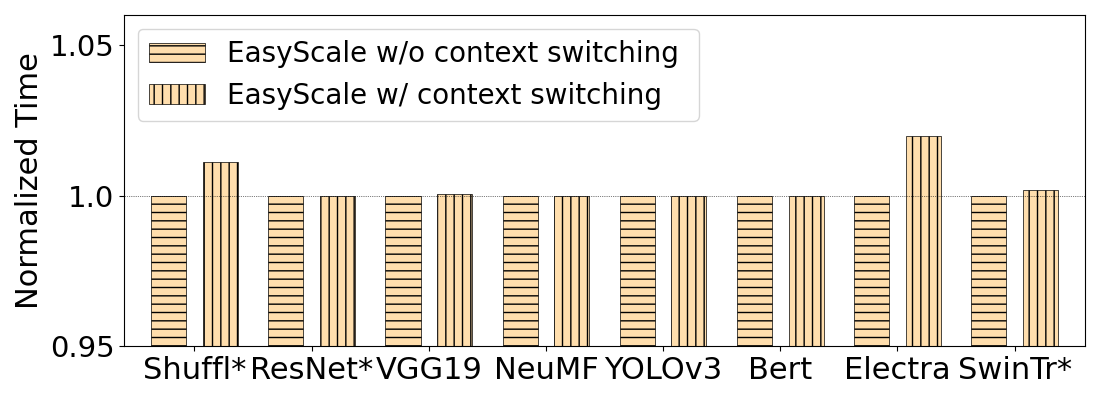 Normalized Time
1.05
1.0
0.95
EasyScale w/o context switching
EasyScale w/ context switching
Shuffl* ResNet* VGG19 NeuMF YOLOv3 Bert Electra SwinTr*